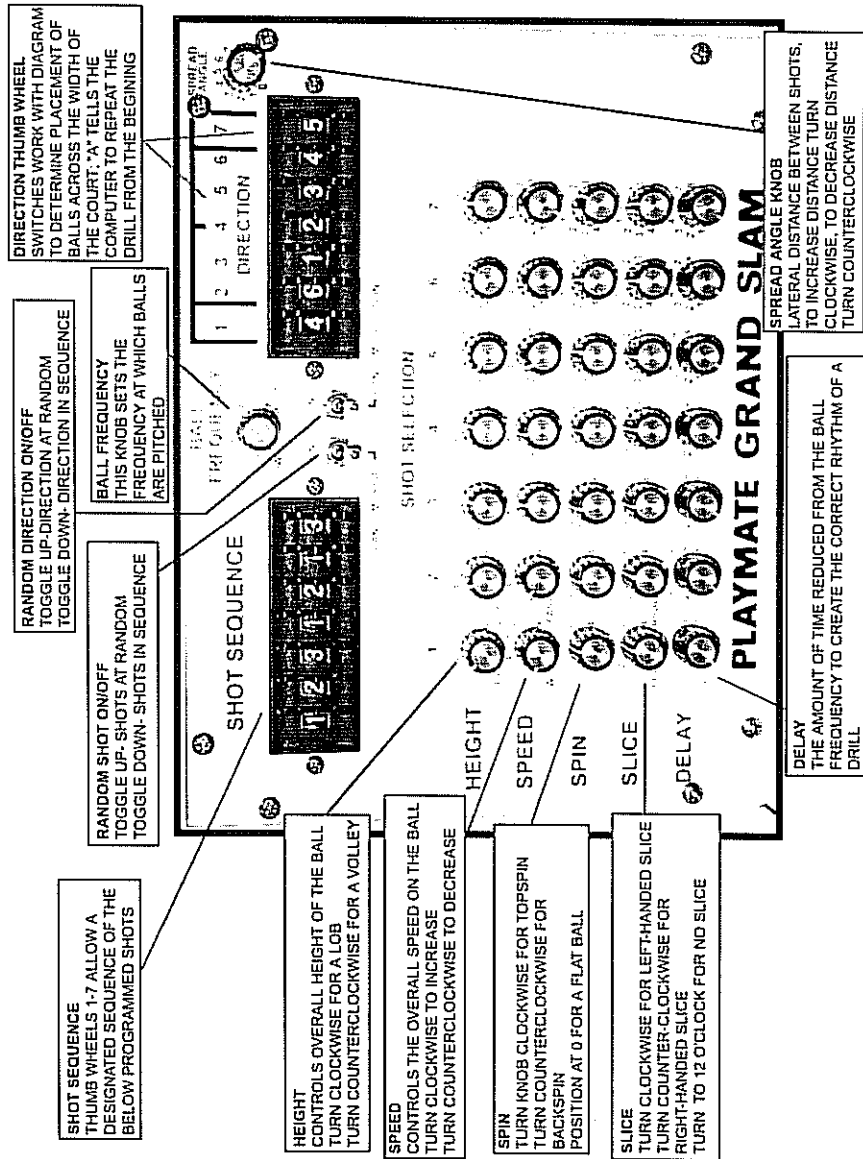 SHOT SEQUENCE
THUMB WHEELS 1-7 ALLOW A
DESIGNATED SEQUENCE OF THE
BELOW PROGRAMMED SHOTS
RANDOM SHOT ON/OFF
TOGGLE UP- SHOTS AT RANDOM
TOGGLE DOWN- SHOTS IN SEQUENCE
RANDOM DIRECTION ON/OFF
TOGGLE UP-DIRECTION AT RANDOM
TOGGLE DOWN- DIRECTION IN SEQUENCE
BALL FREQUENCY
THIS KNOB SETS THE
FREQUENCY AT WHICH BALLS
ARE PITCHED
DIRECTION THUMB WHEEL
SWITCHES WORK WITH DIAGRAM
TO DETERMINE PLACEMENT OF
BALLS ACROSS THE WIDTH OF
THE COURT; "A" TELLS THE
COMPUTER TO REPEAT THE
DRILL FROM THE BEGINING
HEIGHT
CONTROLS OVERALL HEIGHT OF THE BALL
TURN CLOCKWISE FOR A LOB
TURN COUNTERCLOCKWISE FOR A VOLLEY
SPEED
CONTROLS THE OVERALL SPEED ON THE BALL
TURN CLOCKWISE TO INCREASE
TURN COUNTERCLOCKWISE TO DECREASE
SPIN
TURN KNOB CLOCKWISE FOR TOPSPIN
TURN COUNTERCLOCKWISE FOR
BACKSPIN
POSITION AT 0 FOR A FLAT BALL
SLICE
TURN CLOCKWISE FOR LEFT-HANDED SLICE
TURN COUNTER-CLOCKWISE FOR
RIGHT-HANDED SLICE
TURN TO 12 O'CLOCK FOR NO SLICE
SHOT SEQUENCE
BALL
FREQUENCY
1 2 3 4 5 6 7
DIRECTION
SPREAD
ANGLE
4 6 1 2 3 4 5
SHOT SELECTION
1 2 3 4 5 6 7
HEIGHT
SPEED
SPIN
SLICE
DELAY
PLAYMATE GRAND SLAM
DELAY
THE AMOUNT OF TIME REDUCED FROM THE BALL
FREQUENCY TO CREATE THE CORRECT RHYTHM OF A
DRILL
SPREAD ANGLE KNOB
LATERAL DISTANCE BETWEEN SHOTS,
TO INCREASE DISTANCE TURN
CLOCKWISE, TO DECREASE DISTANCE
TURN COUNTERCLOCKWISE